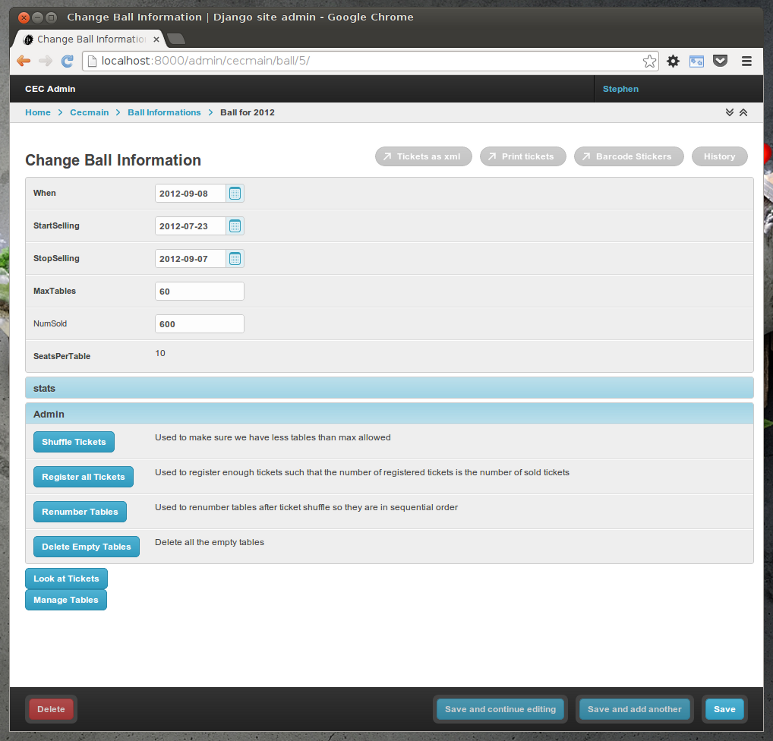 Change Ball Information | Django site admin - Google Chrome
Change Ball Information
localhost:8000/admin/cecmain/ball/5/
CEC Admin
Stephen
Home > Cecmain > Ball Informations > Ball for 2012
Change Ball Information
Tickets as xml
Print tickets
Barcode Stickers
History
When
2012-09-08
StartSelling
2012-07-23
StopSelling
2012-09-07
MaxTables
60
NumSold
600
SeatsPerTable
10
stats
Admin
Shuffle Tickets
Used to make sure we have less tables than max allowed
Register all Tickets
Used to register enough tickets such that the number of registered tickets is the number of sold tickets
Renumber Tables
Used to renumber tables after ticket shuffle so they are in sequential order
Delete Empty Tables
Delete all the empty tables
Look at Tickets
Manage Tables
Delete
Save and continue editing
Save and add another
Save